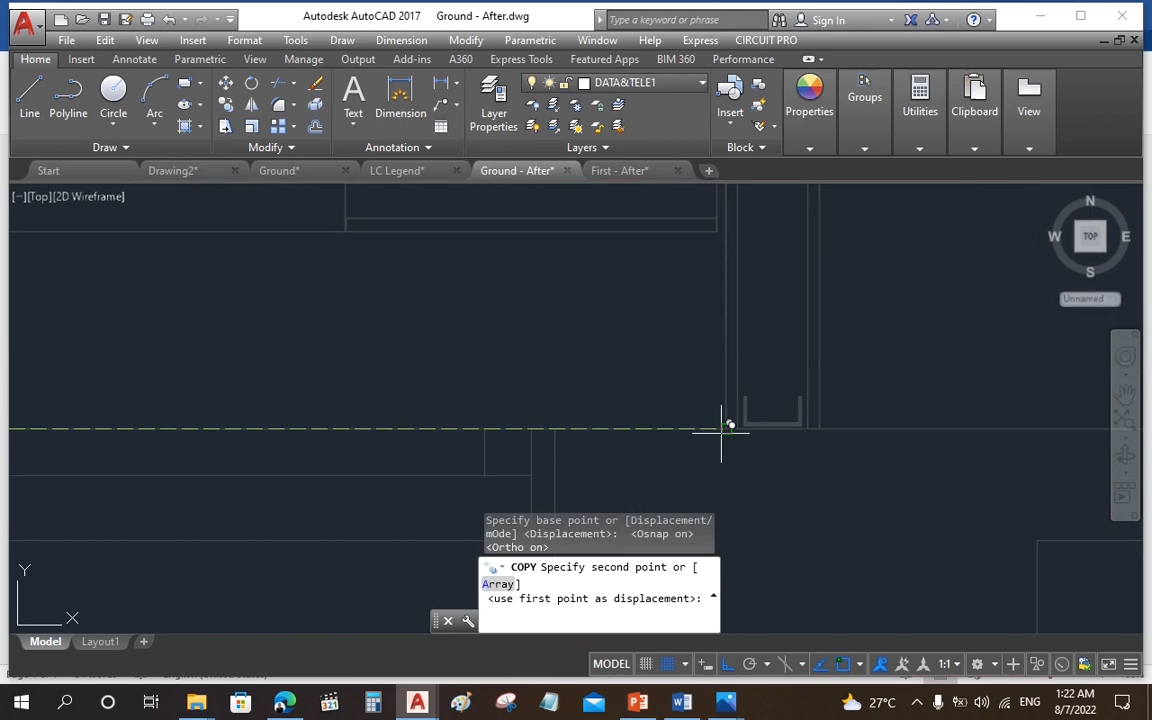 Autodesk AutoCAD 2017 Ground - After.dwg
Type a keyword or phrase
Sign In
File Edit View Insert Format Tools Draw Dimension Modify Parametric Window Help Express CIRCUIT PRO
Home Insert Annotate Parametric View Manage Output Add-ins A360 Express Tools Featured Apps BIM 360 Performance
DATA&TELE1
Line Polyline Circle Arc
Text Dimension
Layer
Properties
Insert
Properties
Groups
Utilities
Clipboard
View
Draw Modify Annotation Layers Block
Start Drawing2* Ground* LC Legend* Ground - After* First - After*
[−][Top][2D Wireframe]
N
W TOP E
S
Unnamed
Specify base point or [Displacement/
mOde] <Displacement>: <Osnap on>
<Ortho on>
COPY Specify second point or [
Array]
<use first point as displacement>:
Y
X
Model Layout1
MODEL
1:1
27°C
ENG
1:22 AM
8/7/2022